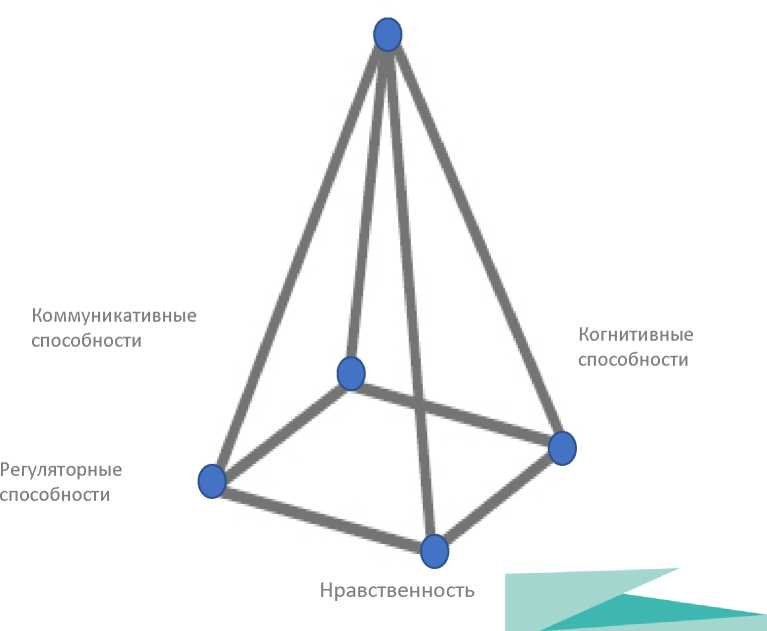 Коммуникативные
способности
Когнитивные
способности
Регуляторные
способности
Нравственность